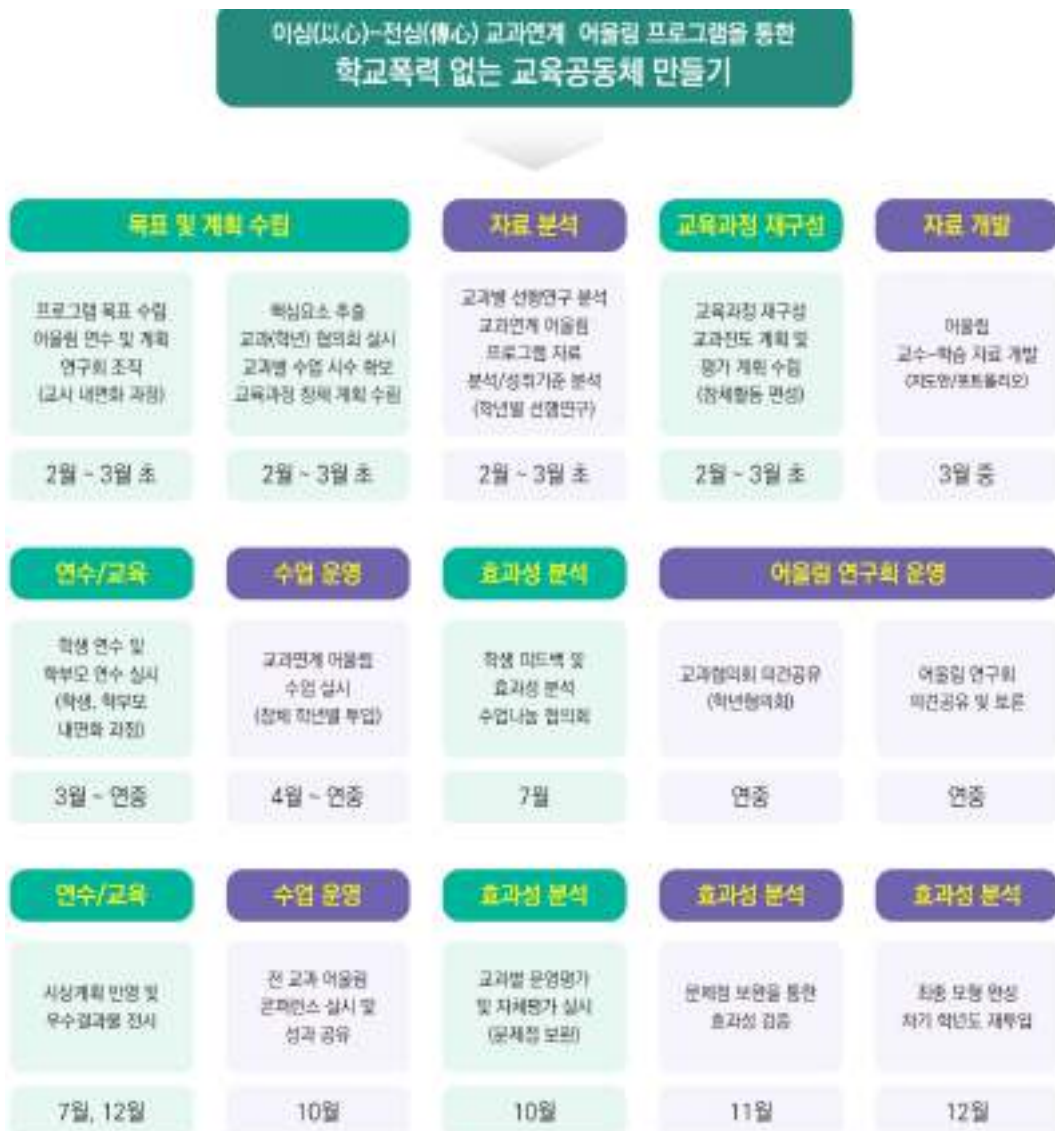 이심(以心)-전심(傳心) 교과연계 어울림 프로그램을 통한
학교폭력 없는 교육공동체 만들기
목표 및 계획 수립
자료 분석
교육과정 재구성
자료 개발
프로그램 목표 수립
어울림 연수 및 계획
연구회 조직
(교사 내면화 과정)
핵심요소 추출
교과(학년) 협의회 실시
교과별 수업 시수 확보
교육과정 창체 계획 수립
교과별 선행연구 분석
교과연계 어울림
프로그램 자료
분석/성취기준 분석
(학년별 선행연구)
교육과정 재구성
교과진도 계획 및
평가 계획 수립
(창체활동 편성)
어울림
교수-학습 자료 개발
(지도안/포트폴리오)
2월 ~ 3월 초
2월 ~ 3월 초
2월 ~ 3월 초
2월 ~ 3월 초
3월 중
연수/교육
수업 운영
효과성 분석
어울림 연구회 운영
학생 연수 및
학부모 연수 실시
(학생, 학부모
내면화 과정)
교과연계 어울림
수업 실시
(창체 학년별 투입)
학생 피드백 및
효과성 분석
수업나눔 협의회
교과협의회 의견공유
(학년협의회)
어울림 연구회
의견공유 및 토론
3월 ~ 연중
4월 ~ 연중
7월
연중
연중
연수/교육
수업 운영
효과성 분석
효과성 분석
효과성 분석
시상계획 반영 및
우수결과물 전시
전 교과 어울림
콘퍼런스 실시 및
성과 공유
교과별 운영평가
및 자체평가 실시
(문제점 보완)
문제점 보완을 통한
효과성 검증
최종 모형 완성
차기 학년도 재투입
7월, 12월
10월
10월
11월
12월